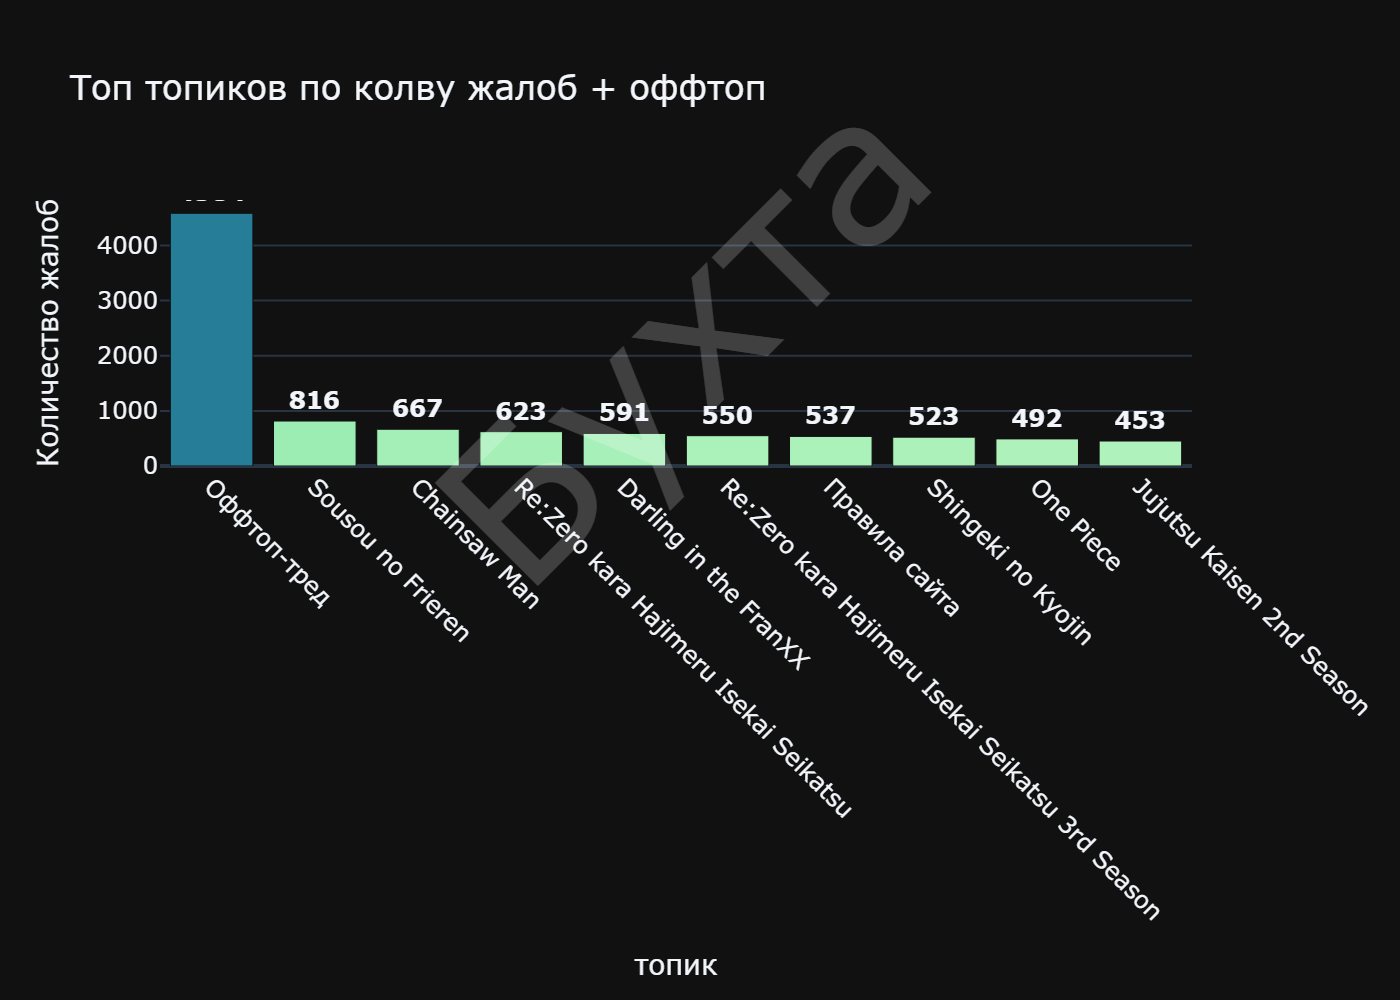 Топ топиков по колву жалоб + оффтоп
Количество жалоб
4000
3000
2000
1000
0
816
667
623
591
550
537
523
492
453
Оффтоп-тред
Sousou no Frieren
Chainsaw Man
Re:Zero kara Hajimeru Isekai Seikatsu
Darling in the FranXX
Re:Zero kara Hajimeru Isekai Seikatsu 3rd Season
Правила сайта
Shingeki no Kyojin
One Piece
Jujutsu Kaisen 2nd Season
топик
Бухта